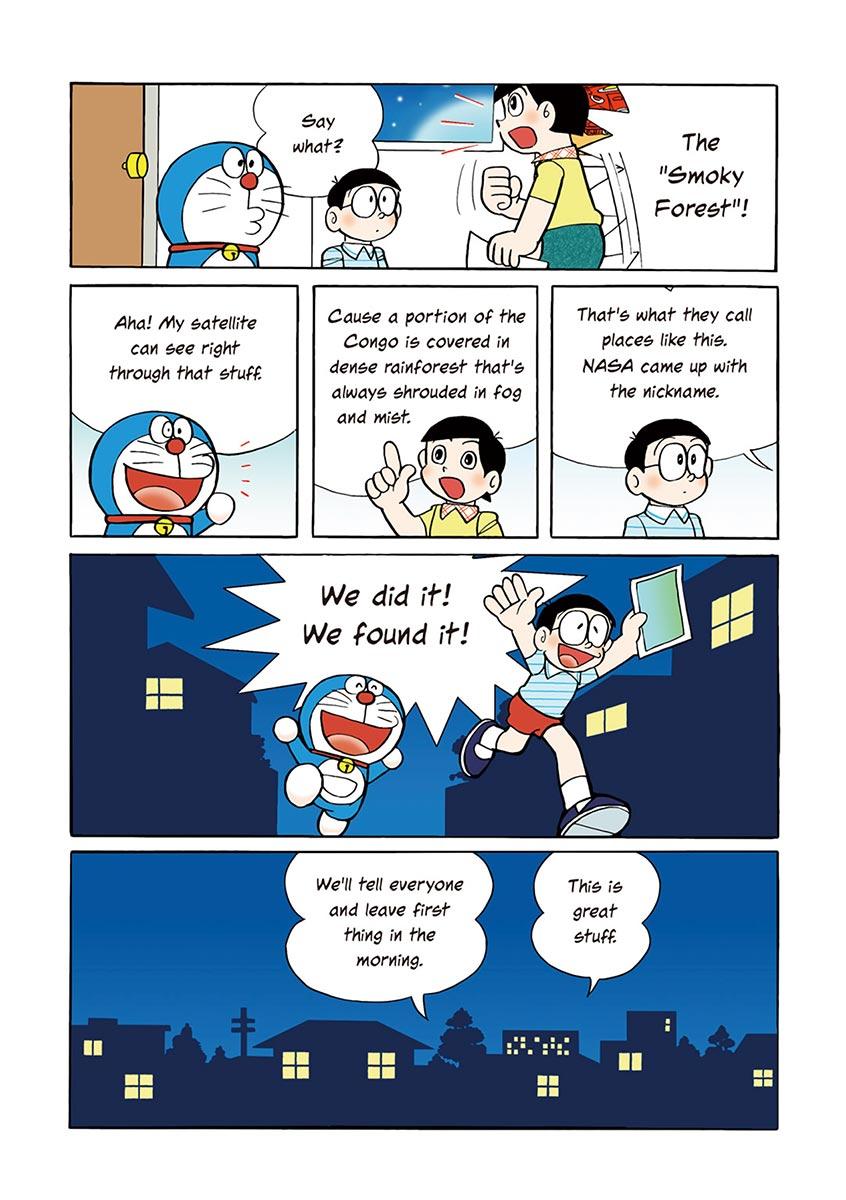 The
"Smoky
Forest"!
Say
what?
That's what they call
places like this.
NASA came up with
the nickname.
Cause a portion of the
Congo is covered in
dense rainforest that's
always shrouded in fog
and mist.
Aha! My satellite
can see right
through that stuff.
We did it!
We found it!
This is
great
stuff.
We'll tell everyone
and leave first
thing in the
morning.